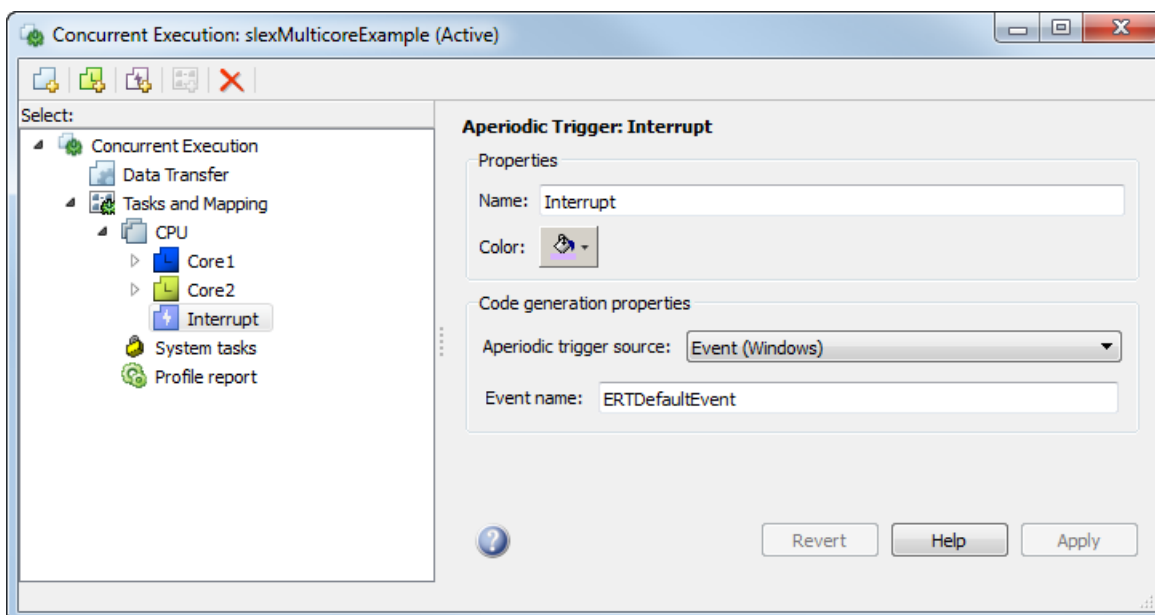 Concurrent Execution: slexMulticoreExample (Active)
Select:
Concurrent Execution
Data Transfer
Tasks and Mapping
CPU
Core1
Core2
Interrupt
System tasks
Profile report
Aperiodic Trigger: Interrupt
Properties
Name: Interrupt
Color:
Code generation properties
Aperiodic trigger source: Event (Windows)
Event name: ERTDefaultEvent
Revert Help Apply